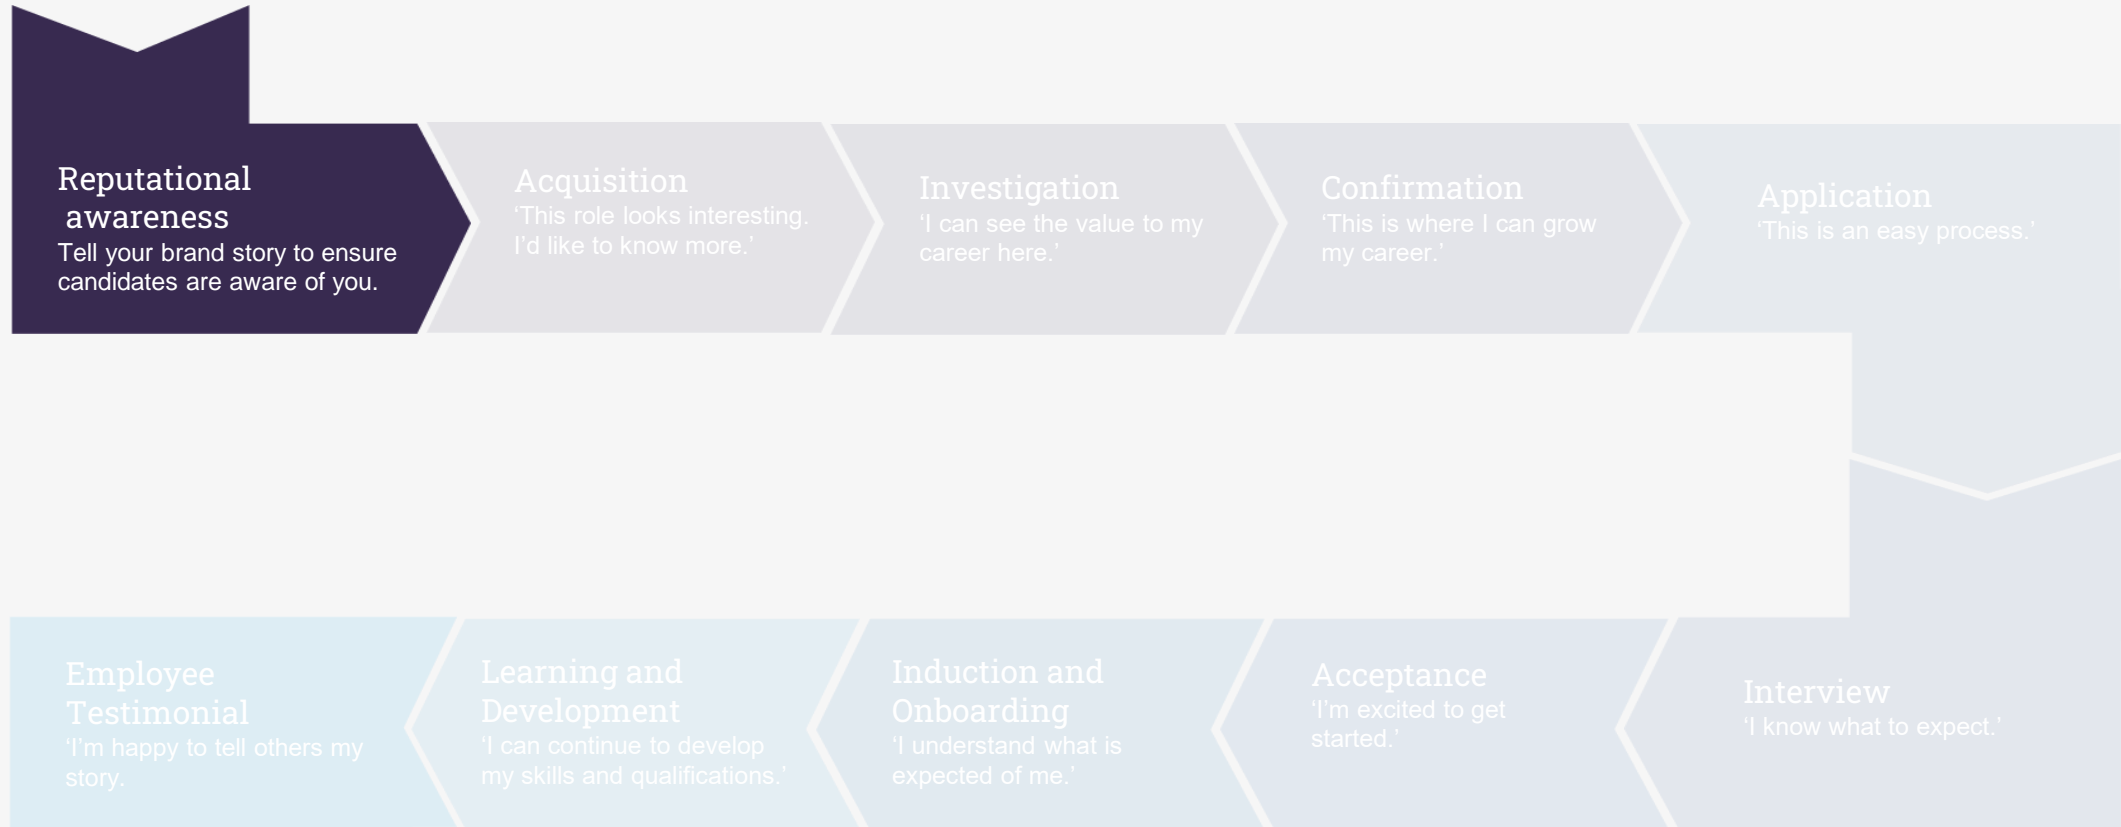 Reputational
awareness
Tell your brand story to ensure
candidates are aware of you.
Acquisition
‘This role looks interesting.
I’d like to know more.’
Investigation
‘I can see the value to my
career here.’
Confirmation
‘This is where I can grow
my career.’
Application
‘This is an easy process.’
Interview
‘I know what to expect.’
Acceptance
‘I’m excited to get
started.’
Induction and
Onboarding
‘I understand what is
expected of me.’
Learning and
Development
‘I can continue to develop
my skills and qualifications.’
Employee
Testimonial
‘I’m happy to tell others my
story.